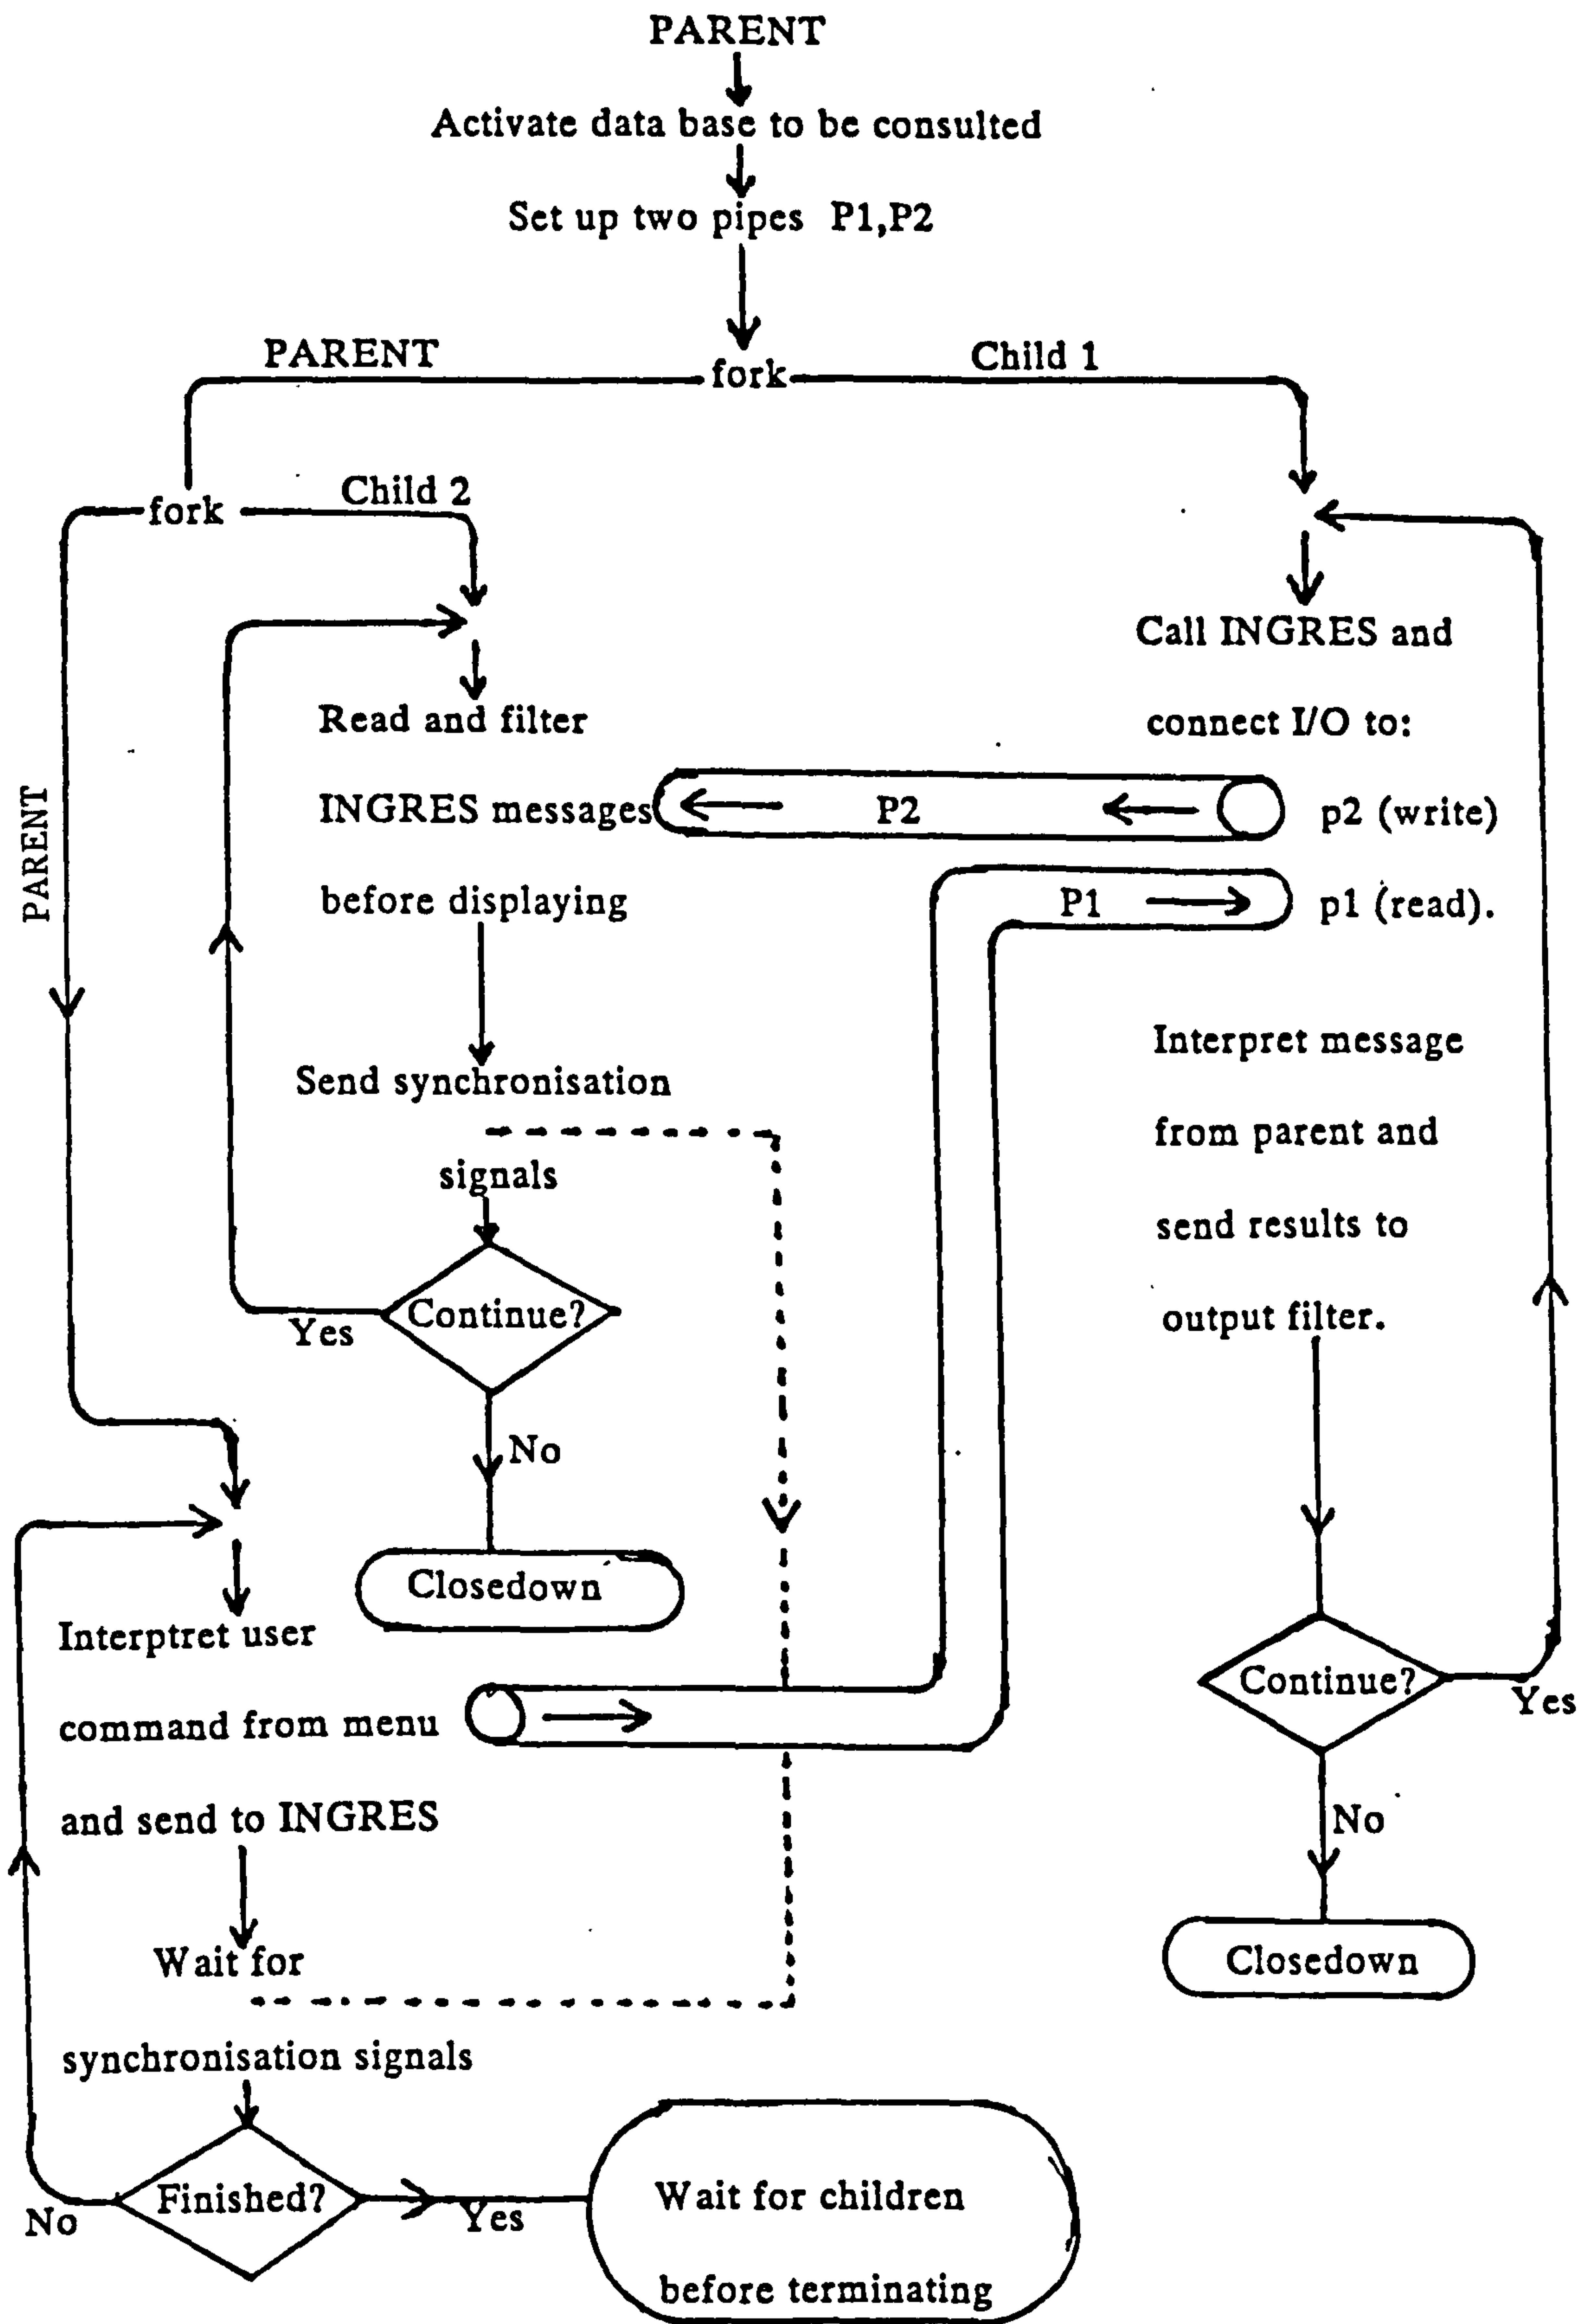 PARENT
Activate data base to be consulted
Set up two pipes P1,P2
PARENT
fork
Child 1
fork
Child 2
PARENT
Read and filter
INGRES messages
before displaying
Send synchronisation
signals
Continue?
Yes
No
Closedown
Call INGRES and
connect I/O to:
P2
p2 (write)
P1
p1 (read).
Interpret message
from parent and
send results to
output filter.
Continue?
Yes
No
Closedown
Interptret user
command from menu
and send to INGRES
Wait for
synchronisation signals
Finished?
No
Yes
Wait for children
before terminating